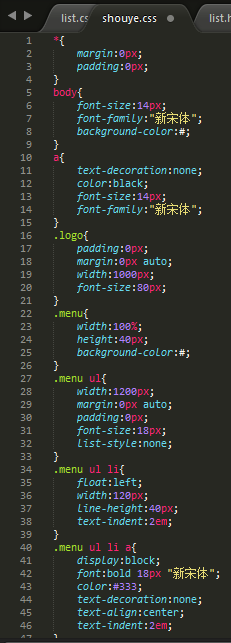 list.cs
shouye.css
list.h
1 *{
2 margin:0px;
3 padding:0px;
4 }
5 body{
6 font-size:14px;
7 font-family:"新宋体";
8 background-color:#;
9 }
10 a{
11 text-decoration:none;
12 color:black;
13 font-size:14px;
14 font-family:"新宋体";
15 }
16 .logo{
17 padding:0px;
18 margin:0px auto;
19 width:1000px;
20 font-size:80px;
21 }
22 .menu{
23 width:100%;
24 height:40px;
25 background-color:#;
26 }
27 .menu ul{
28 width:1200px;
29 margin:0px auto;
30 padding:0px;
31 font-size:18px;
32 list-style:none;
33 }
34 .menu ul li{
35 float:left;
36 width:120px;
37 line-height:40px;
38 text-indent:2em;
39 }
40 .menu ul li a{
41 display:block;
42 font:bold 18px "新宋体";
43 color:#333;
44 text-decoration:none;
45 text-align:center;
46 text-indent:2em;
47 }